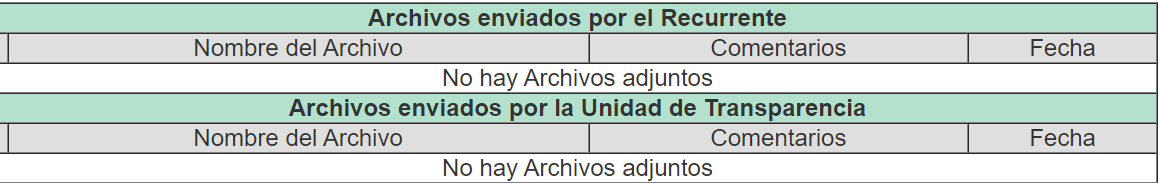 Archivos enviados por el Recurrente
Nombre del Archivo Comentarios Fecha
No hay Archivos adjuntos
Archivos enviados por la Unidad de Transparencia
Nombre del Archivo Comentarios Fecha
No hay Archivos adjuntos